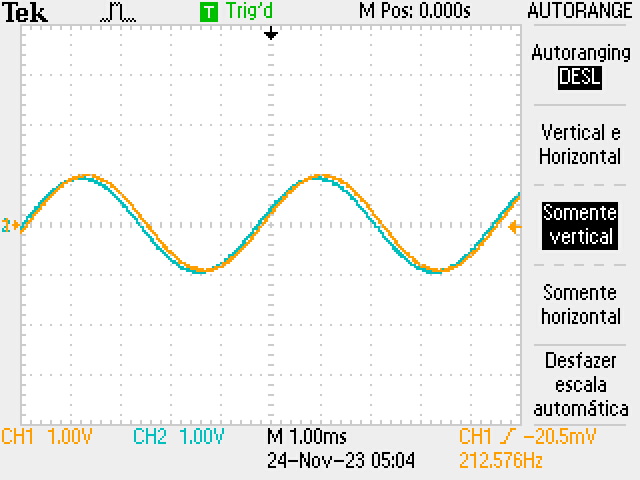 Tek T Trig'd M Pos: 0.000s AUTORANGE
Autoranging
DESL
Vertical e
Horizontal
Somente
vertical
Somente
horizontal
Desfazer
escala
automática
2
CH1 1.00V CH2 1.00V M 1.00ms CH1 -20.5mV
24-Nov-23 05:04 212.576Hz